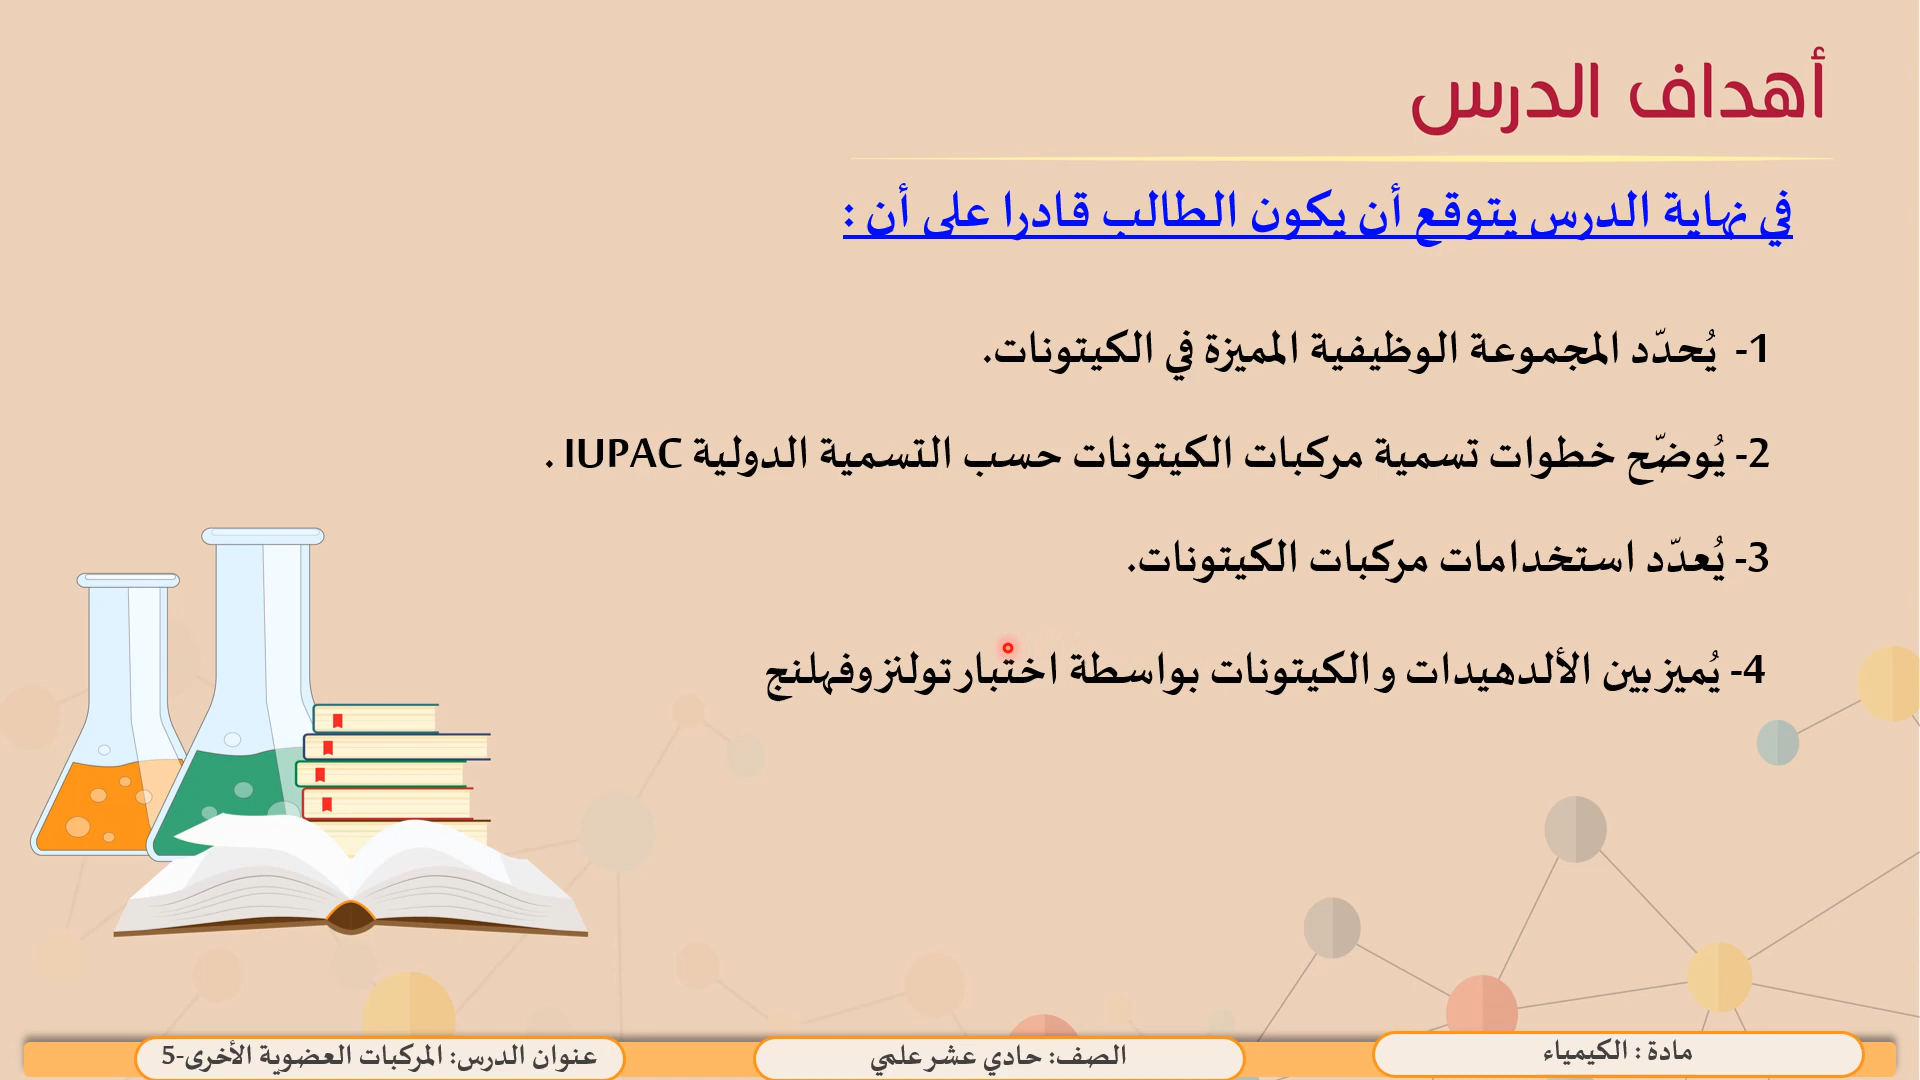 أهداف الدرس
في نهاية الدرس يتوقع أن يكون الطالب قادرا على أن :
1- يُحدّد المجموعة الوظيفية المميزة في الكيتونات.
2- يُوضّح خطوات تسمية مركبات الكيتونات حسب التسمية الدولية IUPAC .
3- يُعدّد استخدامات مركبات الكيتونات.
4- يُميز بين الألدهيدات و الكيتونات بواسطة اختبار تولنز وفهلنج
مادة : الكيمياء
الصف: حادي عشر علمي
عنوان الدرس: المركبات العضوية الأخرى-5